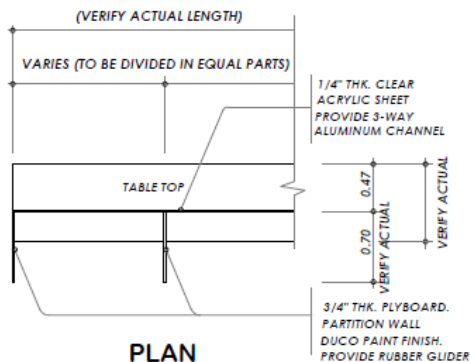 (VERIFY ACTUAL LENGTH)
VARIES (TO BE DIVIDED IN EQUAL PARTS)
1/4" THK. CLEAR
ACRYLIC SHEET
PROVIDE 3-WAY
ALUMINUM CHANNEL
TABLE TOP
0.47
0.70
VERIFY ACTUAL
VERIFY ACTUAL
3/4" THK. PLYBOARD.
PARTITION WALL
DUCO PAINT FINISH.
PROVIDE RUBBER GLIDER
PLAN